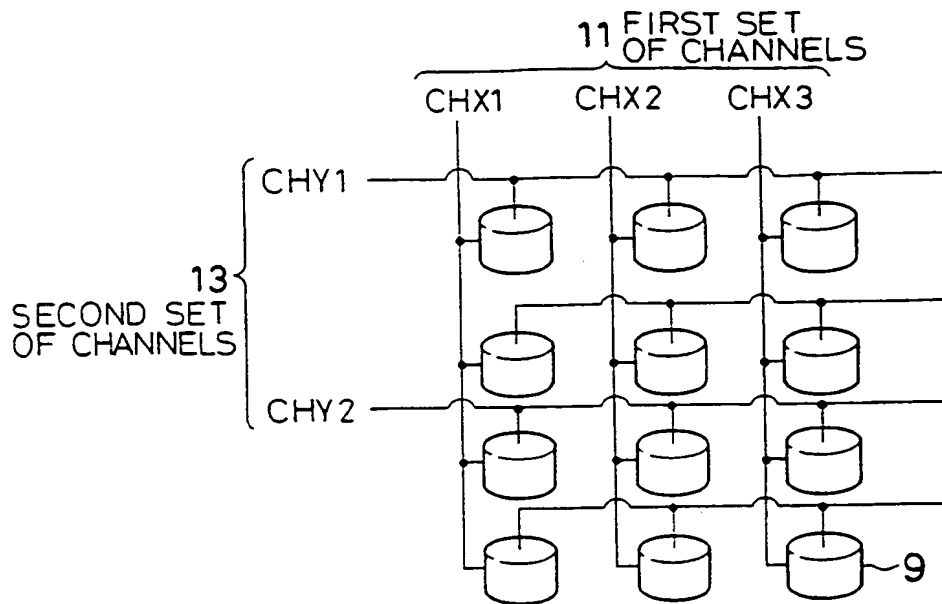 11 FIRST SET
OF CHANNELS
CHX1 CHX2 CHX3
CHY1
13
SECOND SET
OF CHANNELS
CHY2
9